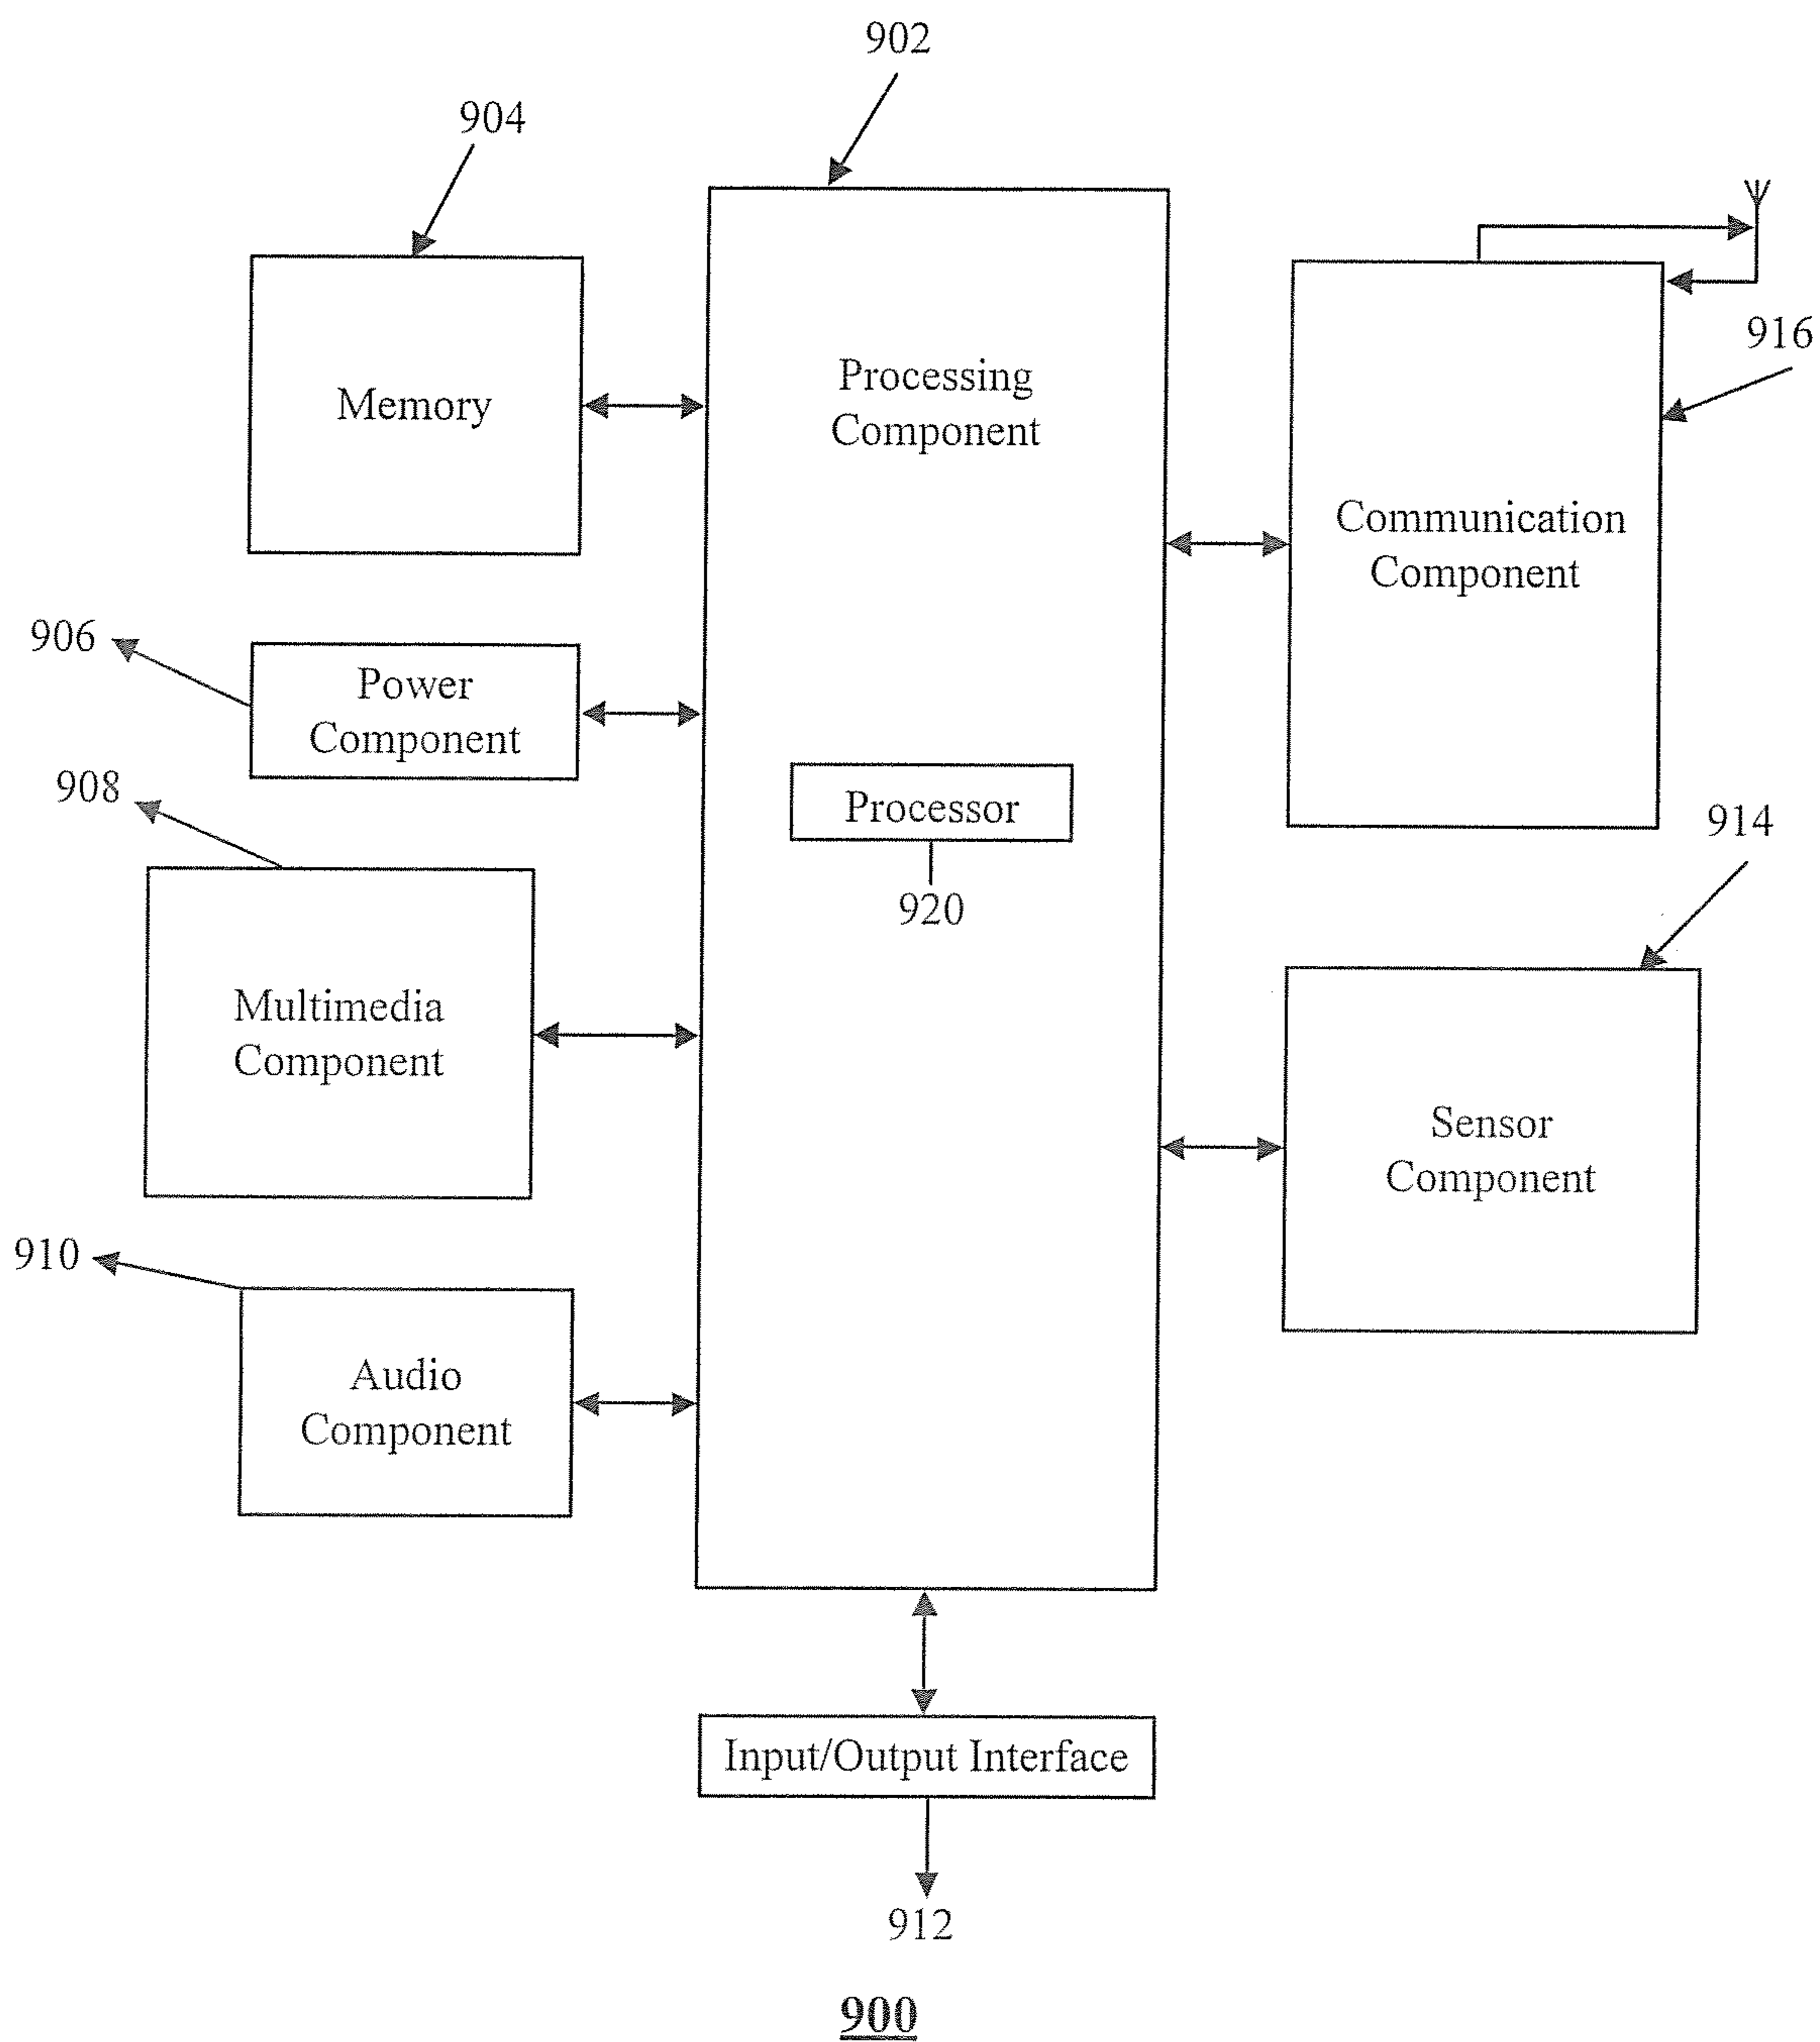 902
904
916
Memory
Processing
Component
Communication
Component
906
Power
Component
908
Processor
920
914
Multimedia
Component
Sensor
Component
910
Audio
Component
Input/Output Interface
912
900